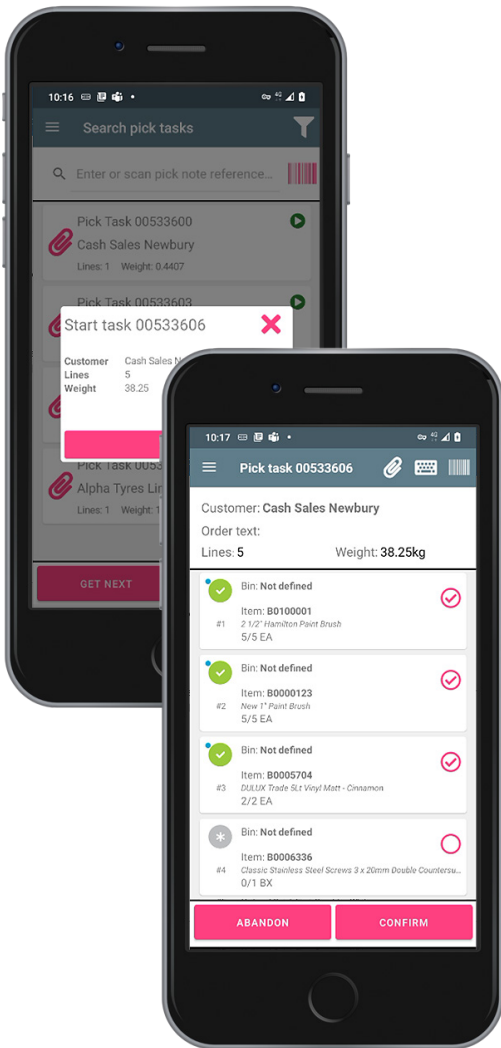 10:16
4G
Search pick tasks
Enter or scan pick note reference...
Pick Task 00533600
Cash Sales Newbury
Lines: 1 Weight: 0.4407
Pick Task 00533603
Start task 00533606
Customer Cash Sales
Lines 5
Weight 38.25
Pick Task
Alpha Tyres
Lines: 1 Weight:
GET NEXT
10:17
4G
Pick task 00533606
Customer: Cash Sales Newbury
Order text:
Lines: 5 Weight: 38.25kg
Bin: Not defined
Item: B0100001
#1 2 1/2" Hamilton Paint Brush
5/5 EA
Bin: Not defined
Item: B0000123
#2 New 1" Paint Brush
5/5 EA
Bin: Not defined
Item: B0005704
#3 DULUX Trade 5Lt Vinyl Matt - Cinnamon
2/2 EA
Bin: Not defined
Item: B0006336
#4 Classic Stainless Steel Screws 3 x 20mm Double Countersu...
0/1 BX
ABANDON
CONFIRM